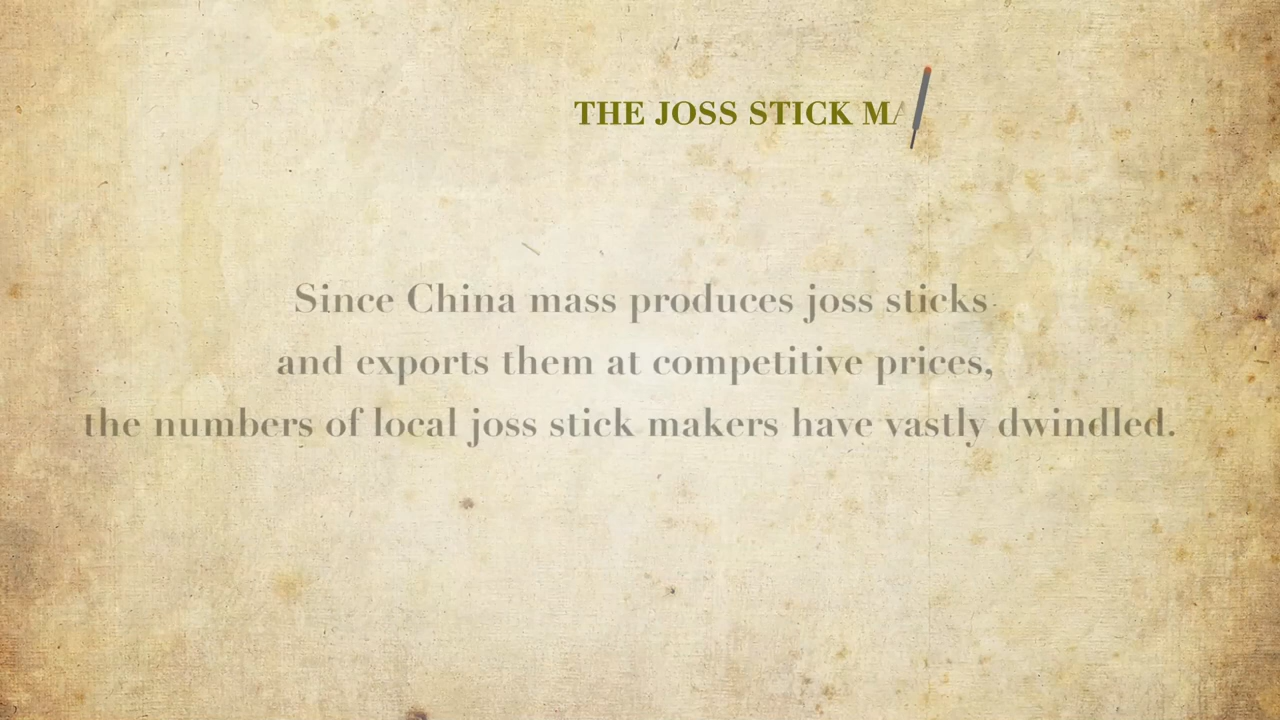 THE JOSS STICK MA
Since China mass produces joss sticks
and exports them at competitive prices,
the numbers of local joss stick makers have vastly dwindled.